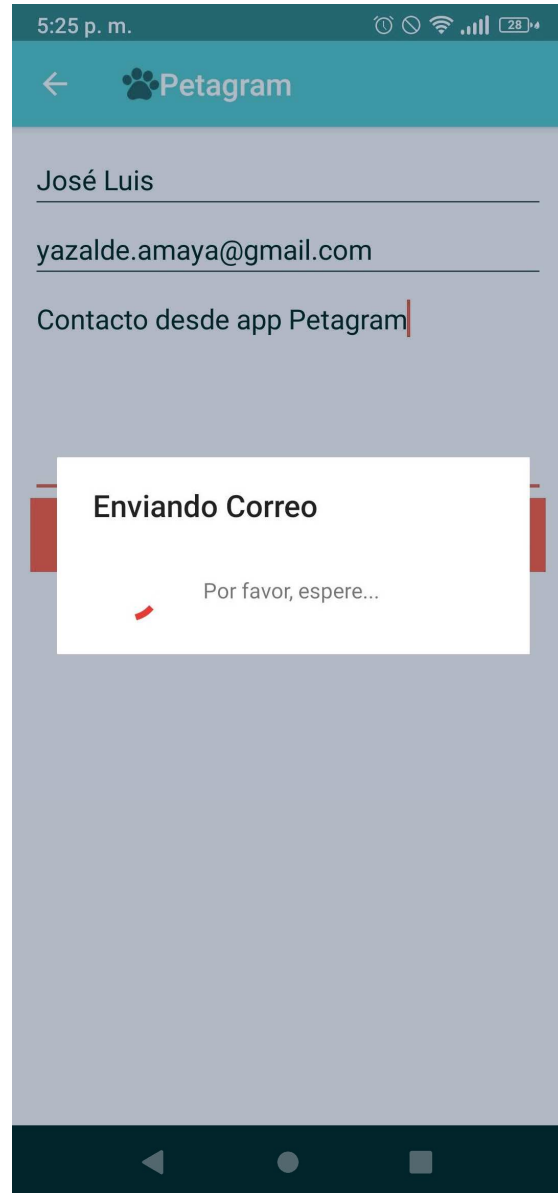 5:25 p. m.
28
Petagram
José Luis
yazalde.amaya@gmail.com
Contacto desde app Petagram
Enviando Correo
Por favor, espere...